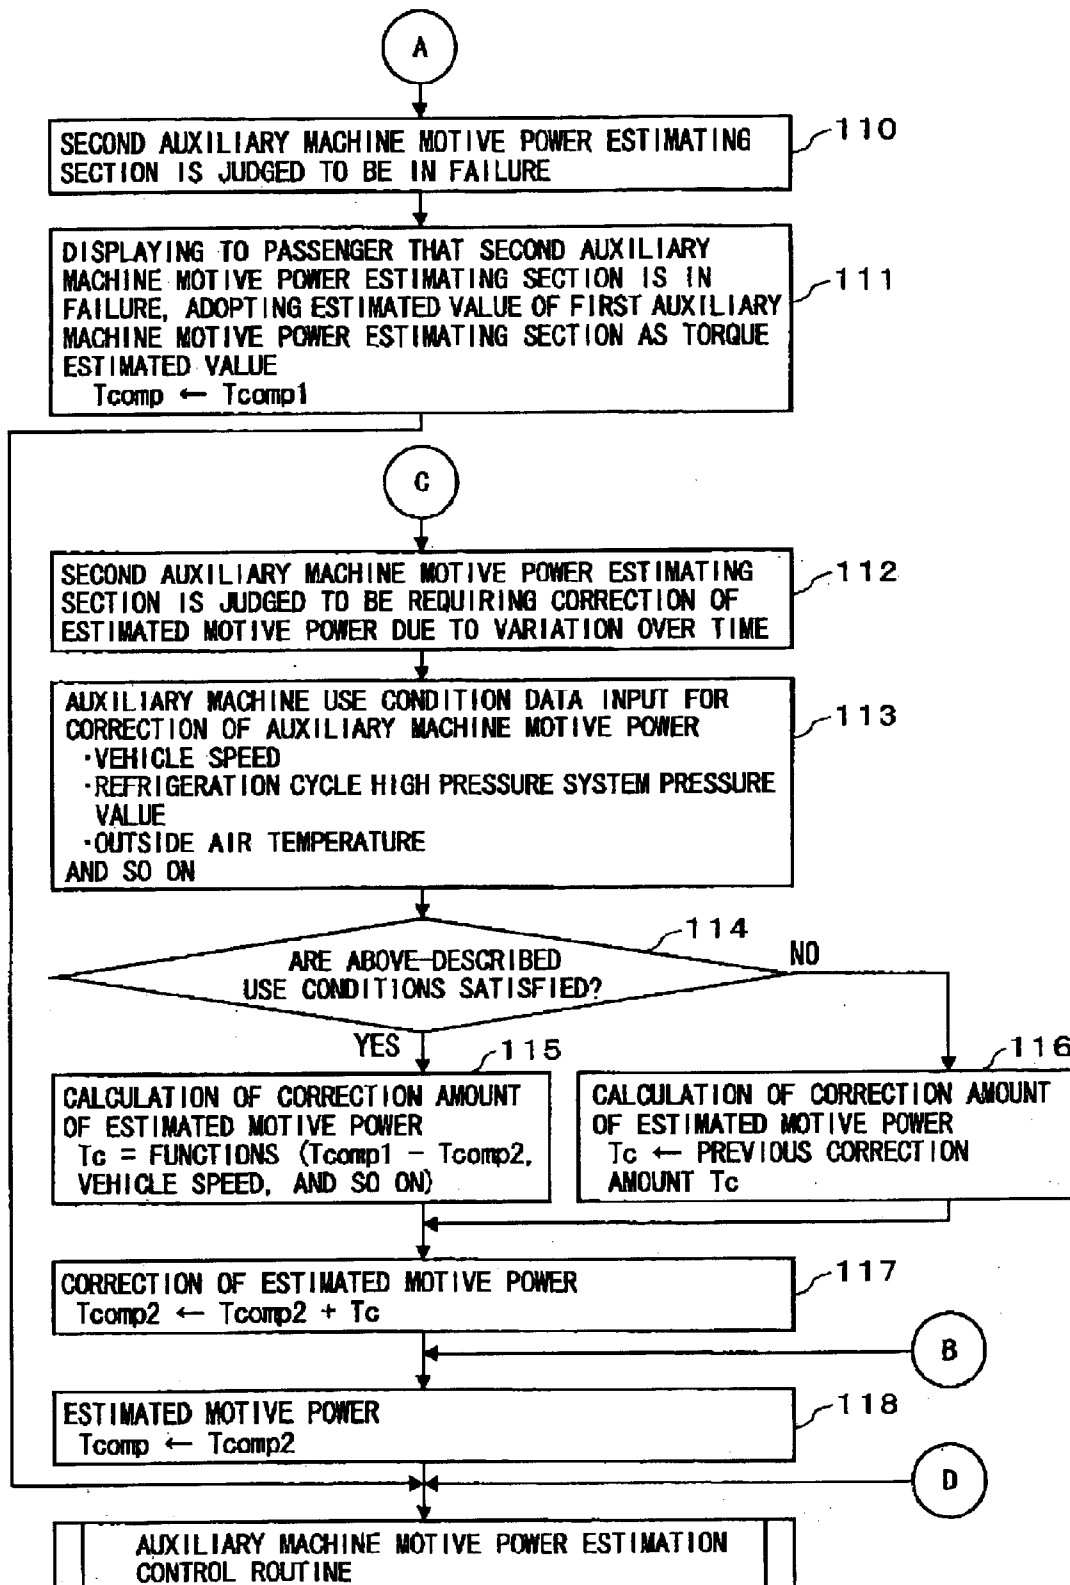 A
SECOND AUXILIARY MACHINE MOTIVE POWER ESTIMATING
SECTION IS JUDGED TO BE IN FAILURE
110
DISPLAYING TO PASSENGER THAT SECOND AUXILIARY
MACHINE MOTIVE POWER ESTIMATING SECTION IS IN
FAILURE, ADOPTING ESTIMATED VALUE OF FIRST AUXILIARY
MACHINE MOTIVE POWER ESTIMATING SECTION AS TORQUE
ESTIMATED VALUE
Tcomp ← Tcomp1
111
C
SECOND AUXILIARY MACHINE MOTIVE POWER ESTIMATING
SECTION IS JUDGED TO BE REQUIRING CORRECTION OF
ESTIMATED MOTIVE POWER DUE TO VARIATION OVER TIME
112
AUXILIARY MACHINE USE CONDITION DATA INPUT FOR
CORRECTION OF AUXILIARY MACHINE MOTIVE POWER
·VEHICLE SPEED
·REFRIGERATION CYCLE HIGH PRESSURE SYSTEM PRESSURE
VALUE
·OUTSIDE AIR TEMPERATURE
AND SO ON
113
ARE ABOVE-DESCRIBED
USE CONDITIONS SATISFIED?
114
NO
YES
115
CALCULATION OF CORRECTION AMOUNT
OF ESTIMATED MOTIVE POWER
Tc = FUNCTIONS (Tcomp1 − Tcomp2,
VEHICLE SPEED, AND SO ON)
116
CALCULATION OF CORRECTION AMOUNT
OF ESTIMATED MOTIVE POWER
Tc ← PREVIOUS CORRECTION
AMOUNT Tc
CORRECTION OF ESTIMATED MOTIVE POWER
Tcomp2 ← Tcomp2 + Tc
117
B
ESTIMATED MOTIVE POWER
Tcomp ← Tcomp2
118
D
AUXILIARY MACHINE MOTIVE POWER ESTIMATION
CONTROL ROUTINE